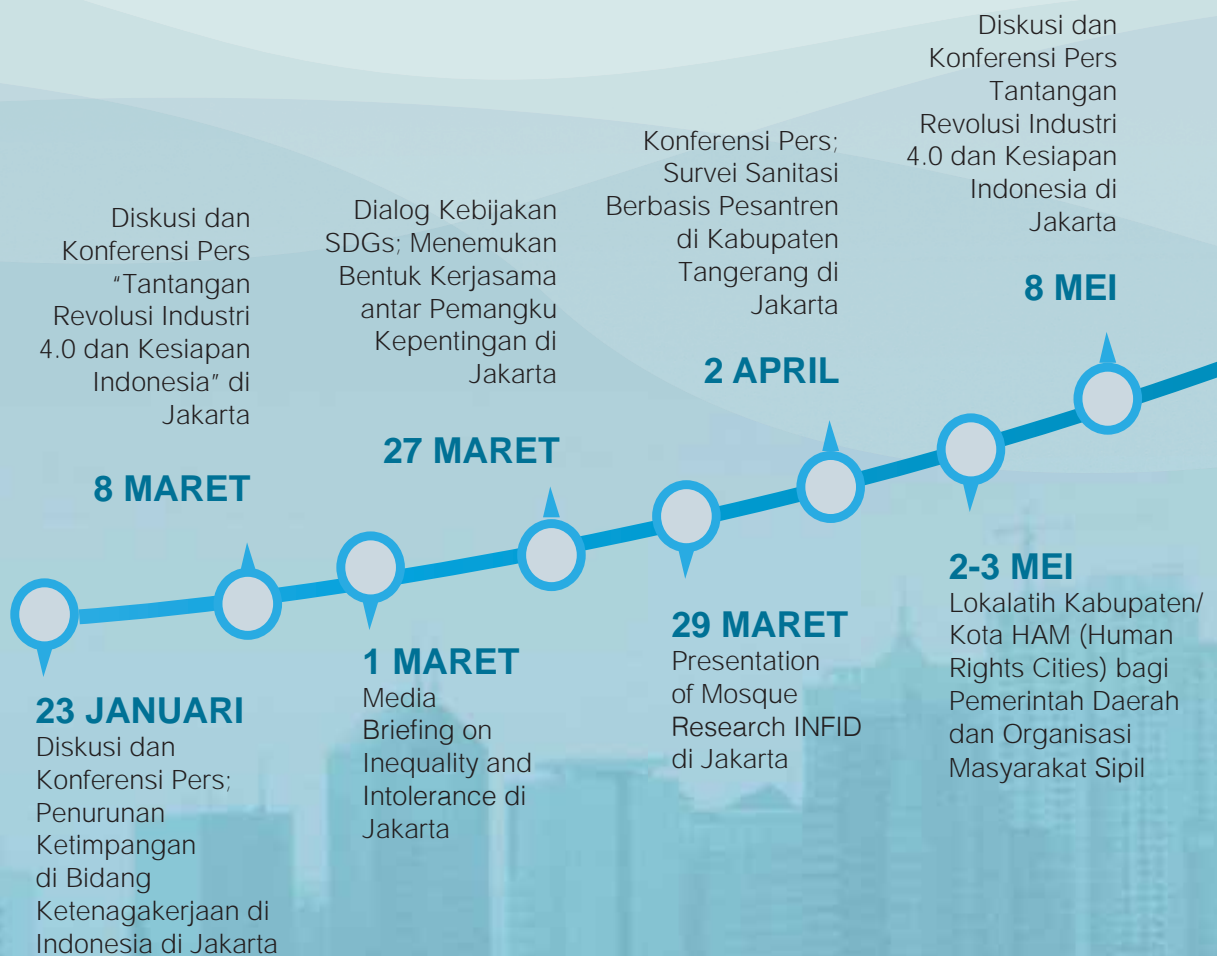 23 JANUARI
Diskusi dan
Konferensi Pers;
Penurunan
Ketimpangan
di Bidang
Ketenagakerjaan di
Indonesia di Jakarta
Diskusi dan
Konferensi Pers
"Tantangan
Revolusi Industri
4.0 dan Kesiapan
Indonesia" di
Jakarta
8 MARET
1 MARET
Media
Briefing on
Inequality and
Intolerance di
Jakarta
Dialog Kebijakan
SDGs; Menemukan
Bentuk Kerjasama
antar Pemangku
Kepentingan di
Jakarta
27 MARET
29 MARET
Presentation
of Mosque
Research INFID
di Jakarta
Konferensi Pers;
Survei Sanitasi
Berbasis Pesantren
di Kabupaten
Tangerang di
Jakarta
2 APRIL
2-3 MEI
Lokalatih Kabupaten/
Kota HAM (Human
Rights Cities) bagi
Pemerintah Daerah
dan Organisasi
Masyarakat Sipil
Diskusi dan
Konferensi Pers
Tantangan
Revolusi Industri
4.0 dan Kesiapan
Indonesia di
Jakarta
8 MEI